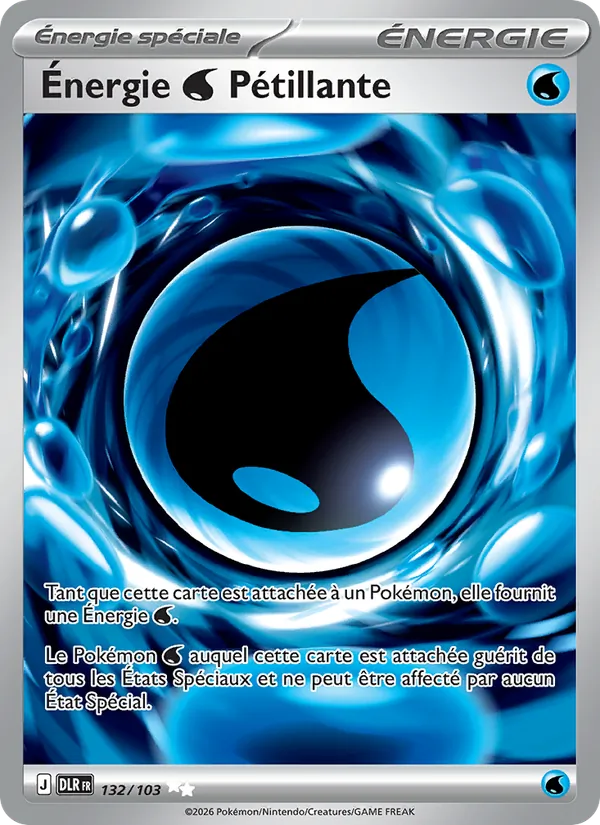 Énergie spéciale
ÉNERGIE
Énergie Pétillante
Tant que cette carte est attachée à un Pokémon, elle fournit
une Énergie .
Le Pokémon auquel cette carte est attachée guérit de
tous les États Spéciaux et ne peut être affecté par aucun
État Spécial.
J DLR FR 132/103
©2026 Pokémon/Nintendo/Creatures/GAME FREAK